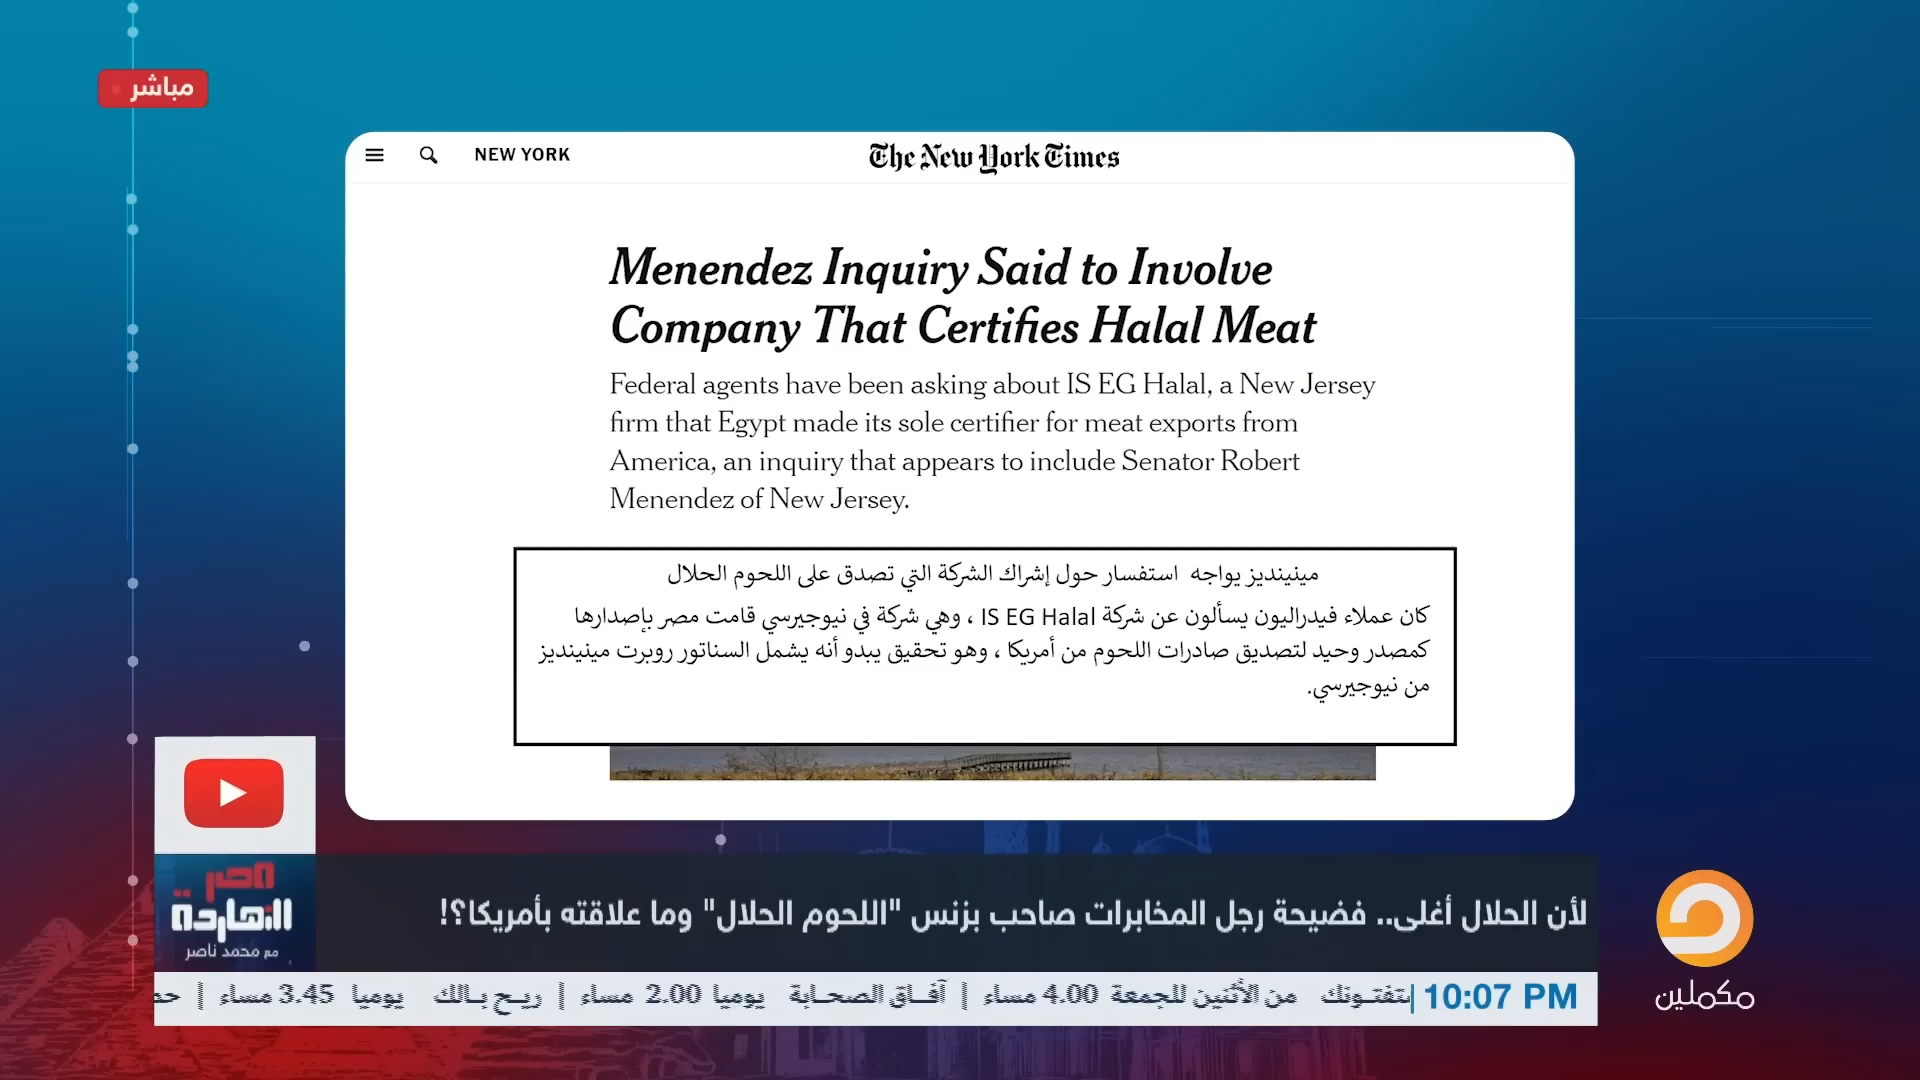 مباشر
NEW YORK
The New York Times
Menendez Inquiry Said to Involve
Company That Certifies Halal Meat
Federal agents have been asking about IS EG Halal, a New Jersey
firm that Egypt made its sole certifier for meat exports from
America, an inquiry that appears to include Senator Robert
Menendez of New Jersey.
مينينديز يواجه استفسار حول إشراك الشركة التي تصدق على اللحوم الحلال
كان عملاء فيدراليون يسألون عن شركة IS EG Halal ، وهي شركة في نيوجيرسي قامت مصر بإصدارها
كمصدر وحيد لتصديق صادرات اللحوم من أمريكا ، وهو تحقيق يبدو أنه يشمل السناتور روبرت مينينديز
من نيوجيرسي.
مصر
النهاردة
مع محمد ناصر
لأن الحلال أغلى.. فضيحة رجل المخابرات صاحب بزنس "اللحوم الحلال" وما علاقته بأمريكا؟!
10:07 PM
من الأثنين للجمعة 4.00 مساء | آفـاق الصحـابة يوميا 2.00 مساء | ريـح بـالك يوميا 3.45 مساء |
مكملين